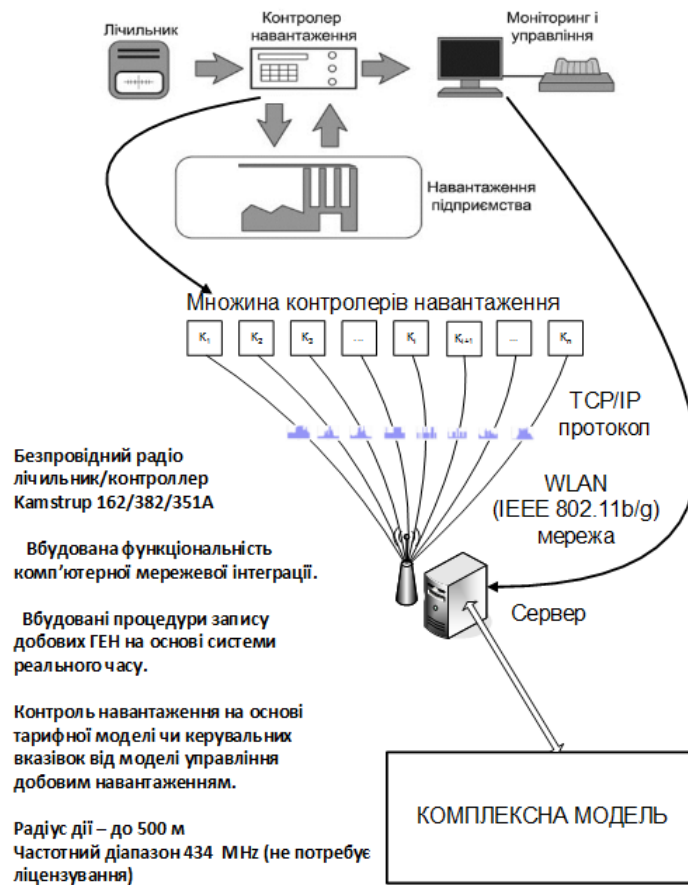 Лічильник
Контролер
навантаження
Моніторинг і
управління
Навантаження
підприємства
Множина контролерів навантаження
K1 K2 K3 ... Ki Ki+1 ... Kn
TCP/IP
протокол
WLAN
(IEEE 802.11b/g)
мережа
Сервер
Безпровідний радіо
лічильник/контроллер
Kamstrup 162/382/351A
Вбудована функціональність
комп’ютерної мережевої інтеграції.
Вбудовані процедури запису
добових ГЕН на основі системи
реального часу.
Контроль навантаження на основі
тарифної моделі чи керувальних
вказівок від моделі управління
добовим навантаженням.
Радіус дії – до 500 м
Частотний діапазон 434 MHz (не потребує
ліцензування)
КОМПЛЕКСНА МОДЕЛЬ